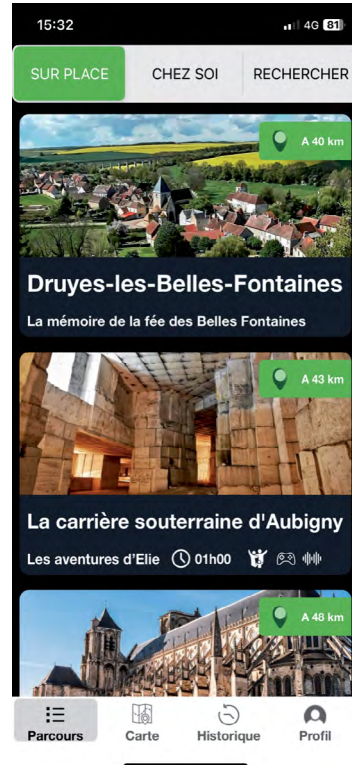 15:32 4G 81
SUR PLACE CHEZ SOI RECHERCHER
A 40 km
Druyes-les-Belles-Fontaines
La mémoire de la fée des Belles Fontaines
A 43 km
La carrière souterraine d'Aubigny
Les aventures d'Elie 01h00
A 48 km
Parcours Carte Historique Profil